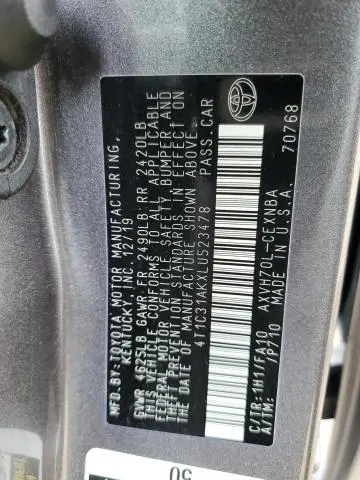 MFD.BY: TOYOTA MOTOR MANUFACTURING,
KENTUCKY, INC. 12/19
GVWR 4625LB GAWR FR 2490LB RR 2420LB
THIS VEHICLE CONFORMS TO ALL APPLICABLE
FEDERAL MOTOR VEHICLE SAFETY BUMPER AND
THEFT PREVENTION STANDARDS IN EFFECT ON
THE DATE OF MANUFACTURE SHOWN ABOVE.
4T1C31AKXLU523478 PASS.CAR
C/TR: 1H1/FA10 AXVH70L-CEXNBA
A/TM: /P710 MADE IN U.S.A.
70768
50